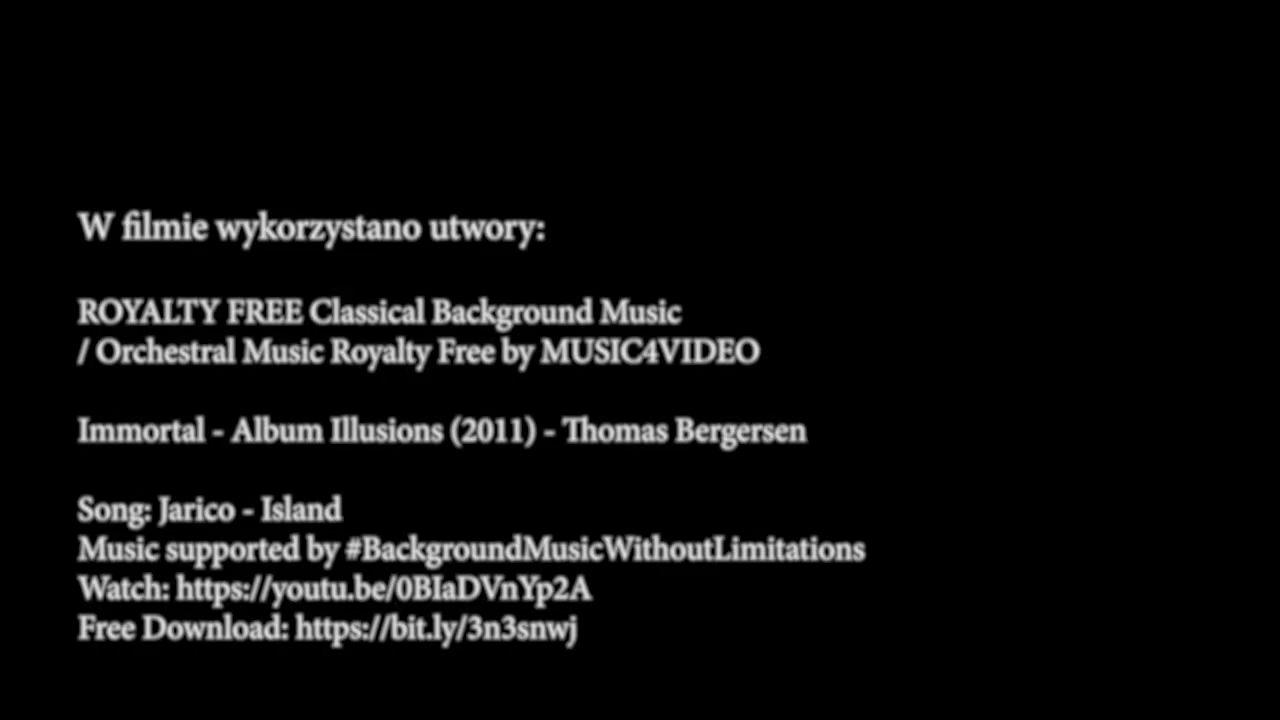 W filmie wykorzystano utwory:
ROYALTY FREE Classical Background Music
/ Orchestral Music Royalty Free by MUSIC4VIDEO
Immortal - Album Illusions (2011) - Thomas Bergersen
Song: Jarico - Island
Music supported by #BackgroundMusicWithoutLimitations
Watch: https://youtu.be/0BIaDVnYp2A
Free Download: https://bit.ly/3n3snwj